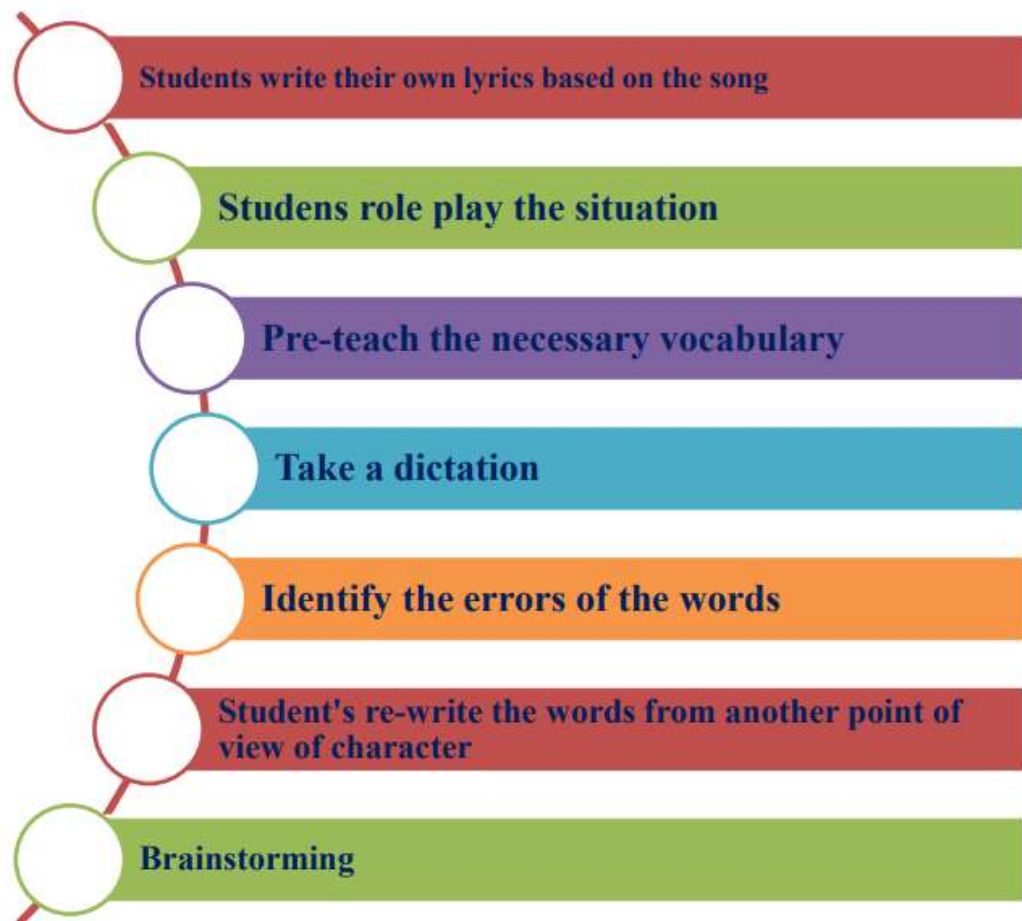 Students write their own lyrics based on the song
Studens role play the situation
Pre-teach the necessary vocabulary
Take a dictation
Identify the errors of the words
Student's re-write the words from another point of
view of character
Brainstorming